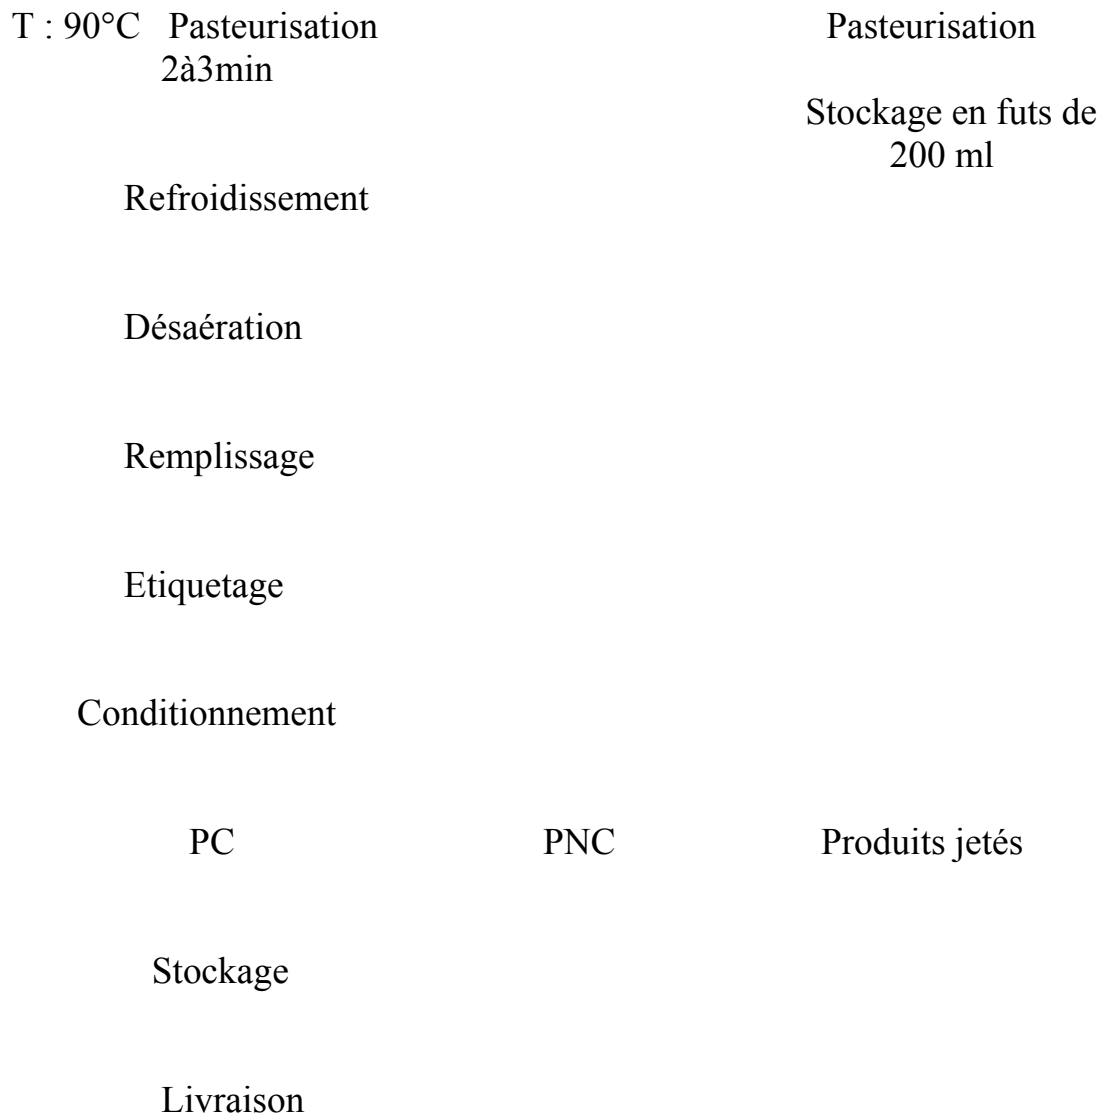 T : 90°C Pasteurisation Pasteurisation
2à3min
Stockage en futs de
200 ml
Refroidissement
Désaération
Remplissage
Etiquetage
Conditionnement
PC PNC Produits jetés
Stockage
Livraison